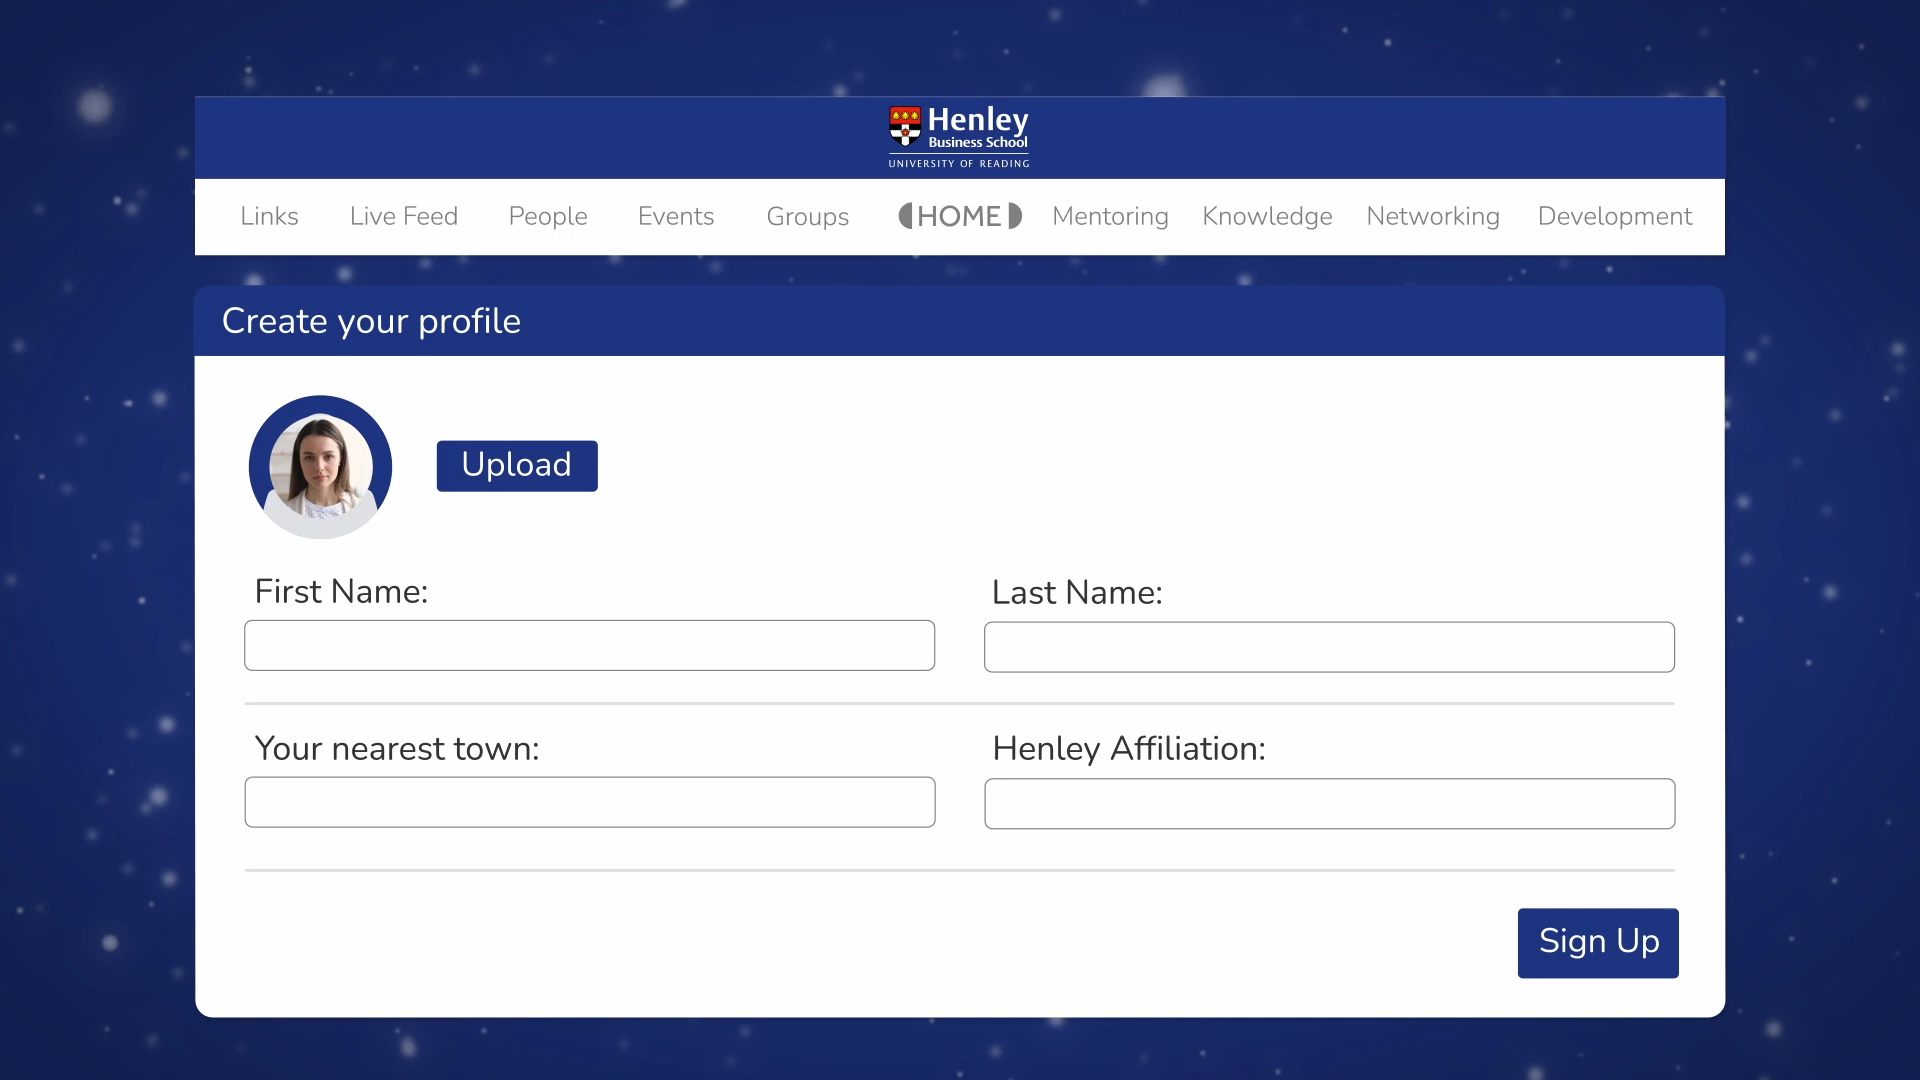 Henley
Business School
UNIVERSITY OF READING
Links Live Feed People Events Groups HOME Mentoring Knowledge Networking Development
Create your profile
Upload
First Name: Last Name:
Your nearest town: Henley Affiliation:
Sign Up